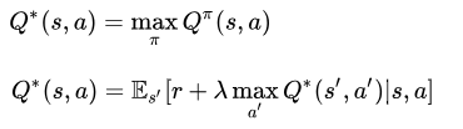 Q*(s, a) = max_π Q^π(s, a)
Q*(s, a) = 𝔼_{s'}[r + λ max_{a'} Q*(s', a')|s, a]